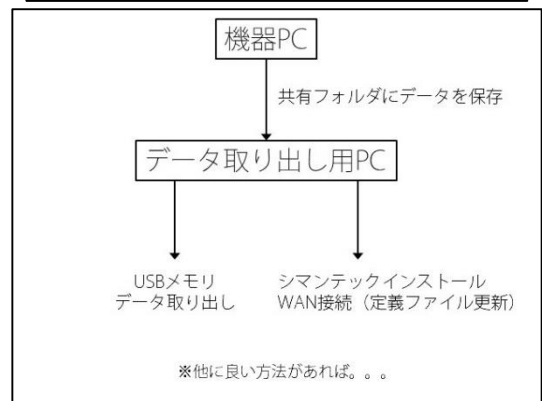 機器PC
共有フォルダにデータを保存
データ取り出し用PC
USBメモリ
データ取り出し
シマンテックインストール
WAN接続（定義ファイル更新）
※他に良い方法があれば。。。